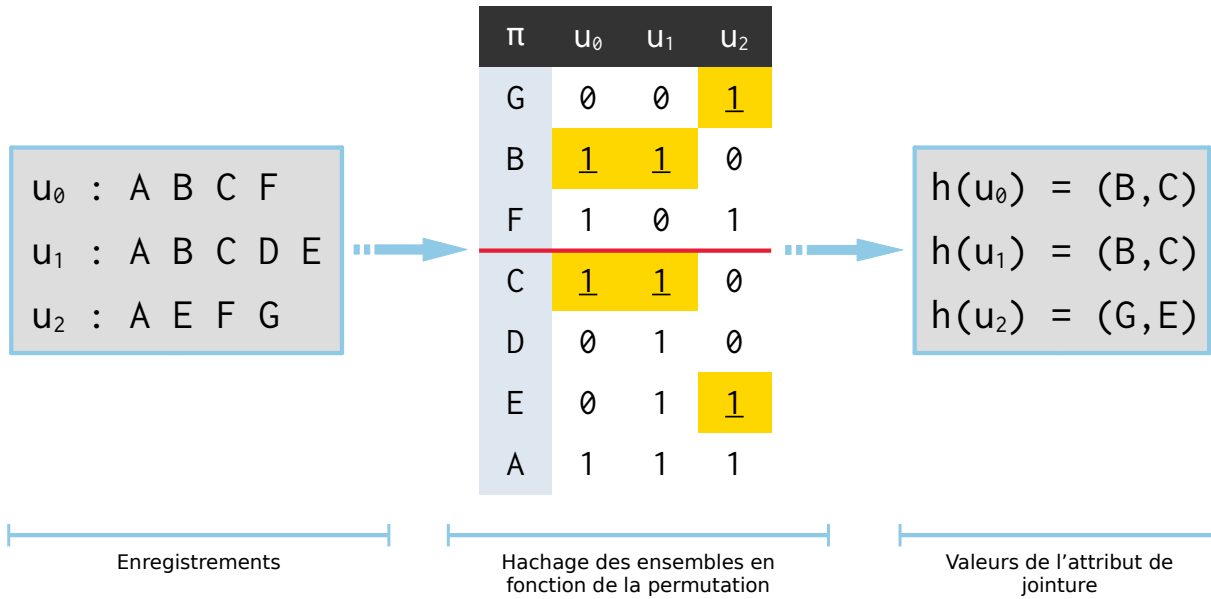 u₀ : A B C F
u₁ : A B C D E
u₂ : A E F G
π u₀ u₁ u₂
G 0 0 1
B 1 1 0
F 1 0 1
C 1 1 0
D 0 1 0
E 0 1 1
A 1 1 1
h(u₀) = (B,C)
h(u₁) = (B,C)
h(u₂) = (G,E)
Enregistrements
Hachage des ensembles en
fonction de la permutation
Valeurs de l’attribut de
jointure